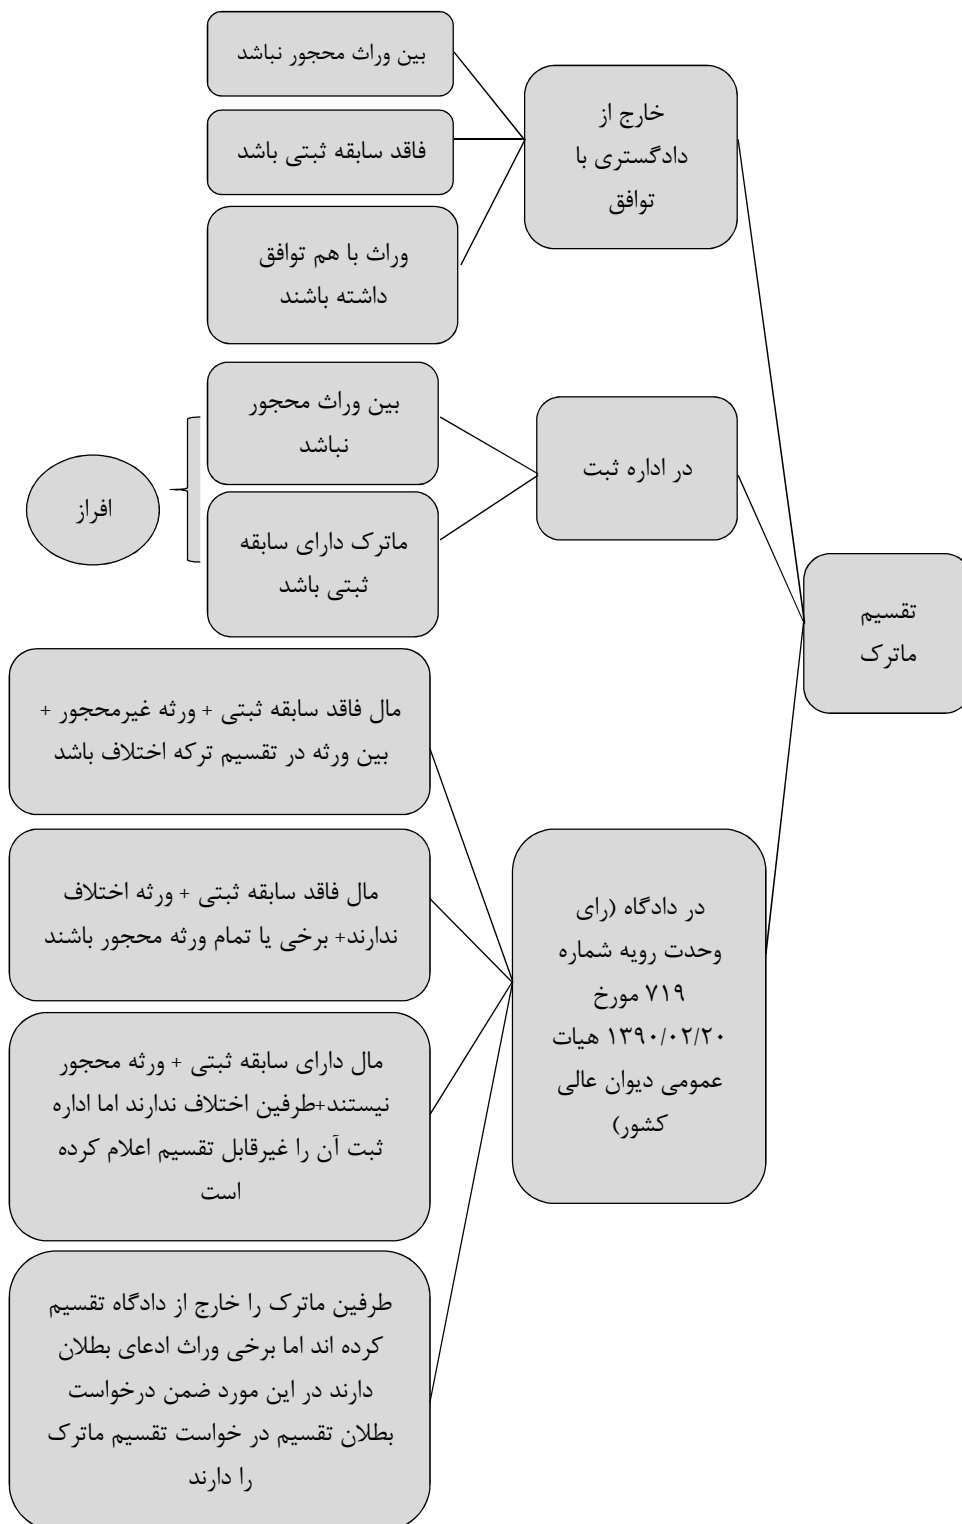 تقسیم
ماترک
خارج از
دادگستری با
توافق
بین وراث محجور نباشد
فاقد سابقه ثبتی باشد
وراث با هم توافق
داشته باشند
در اداره ثبت
بین وراث محجور
نباشد
ماترک دارای سابقه
ثبتی باشد
افراز
در دادگاه (رای
وحدت رویه شماره
۷۱۹ مورخ
۱۳۹۰/۰۲/۲۰ هیات
عمومی دیوان عالی
کشور)
مال فاقد سابقه ثبتی + ورثه غیرمحجور +
بین ورثه در تقسیم ترکه اختلاف باشد
مال فاقد سابقه ثبتی + ورثه اختلاف
ندارند+ برخی یا تمام ورثه محجور باشند
مال دارای سابقه ثبتی + ورثه محجور
نیستند+طرفین اختلاف ندارند اما اداره
ثبت آن را غیرقابل تقسیم اعلام کرده
است
طرفین ماترک را خارج از دادگاه تقسیم
کرده اند اما برخی وراث ادعای بطلان
دارند در این مورد ضمن درخواست
بطلان تقسیم در خواست تقسیم ماترک
را دارند